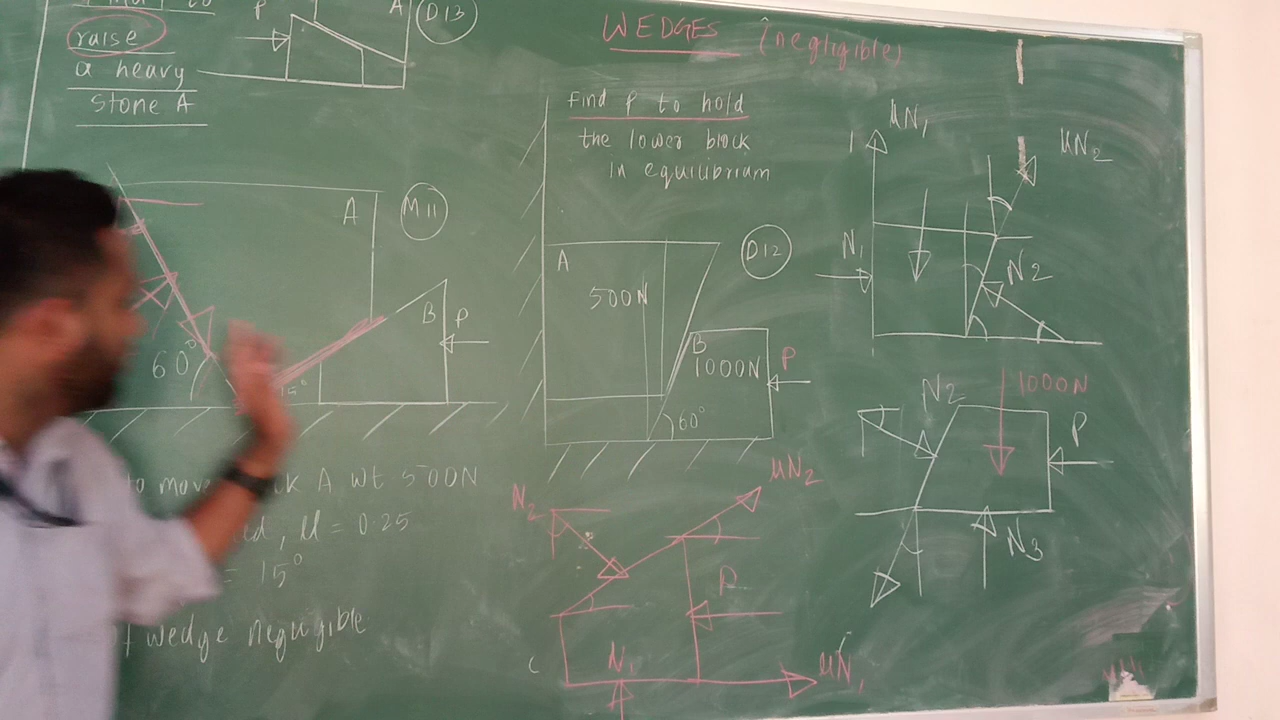 raise
a heavy
stone A
P
A
D13
WEDGES (negligible)
Find P to hold
the lower block
in equilibrium
A
M11
B
P
60°
15°
A
500N
D12
B
1000N
P
60°
μN1
μN2
N1
N2
N2
1000N
P
N3
to move
A wt 500N
, μ = 0.25
= 15°
wedge negligible
N2
μN2
P
N1
μN1